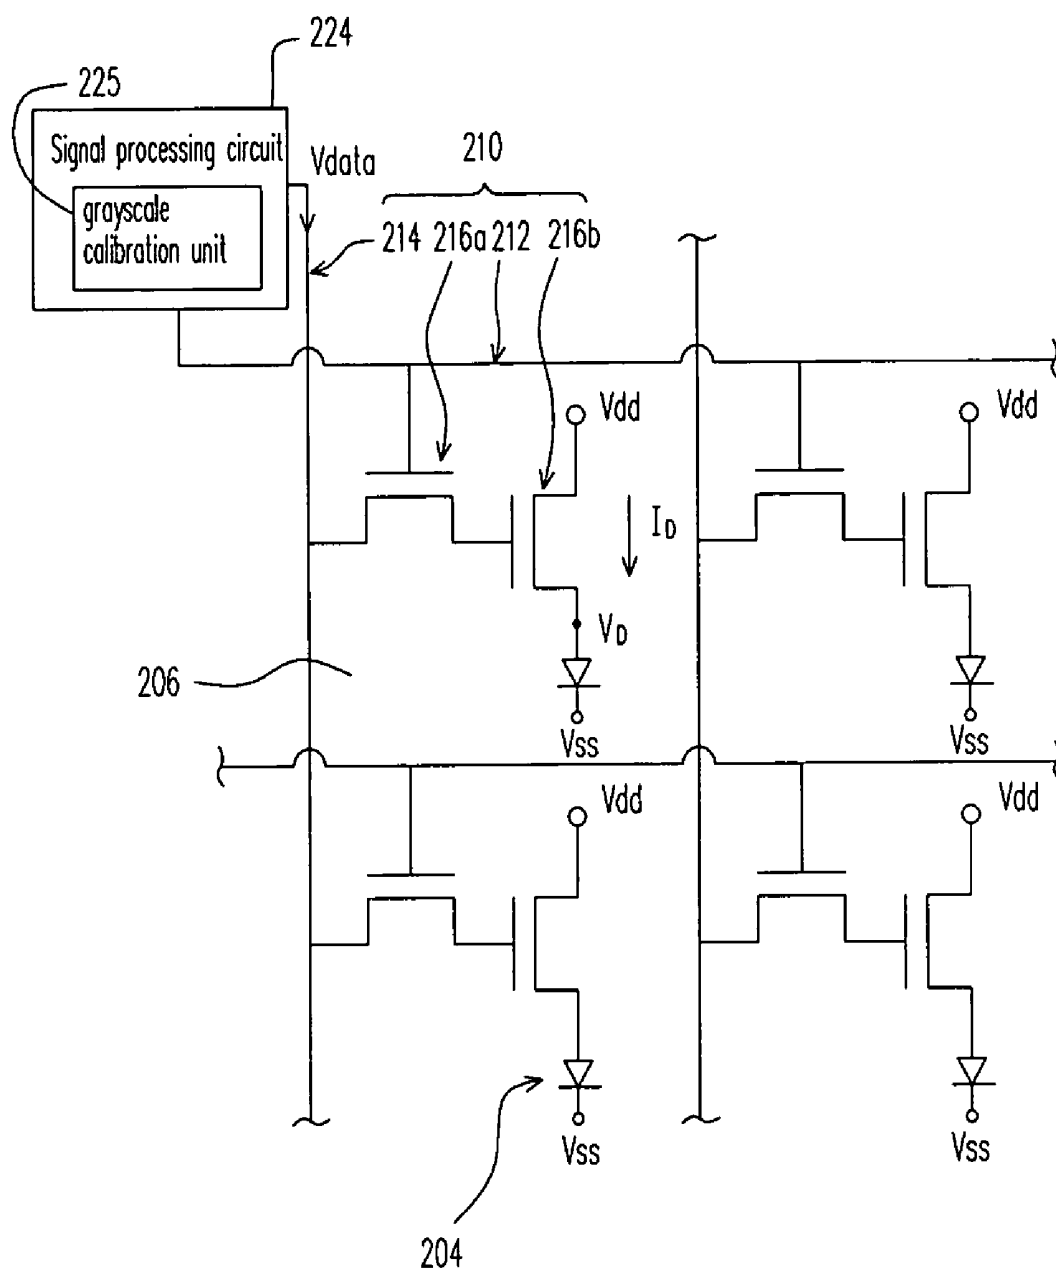 224
225
Signal processing circuit
Vdata
210
grayscale
calibration unit
214 216a 212 216b
Vdd
Vdd
ID
VD
206
Vss
Vss
Vdd
Vdd
Vss
Vss
204